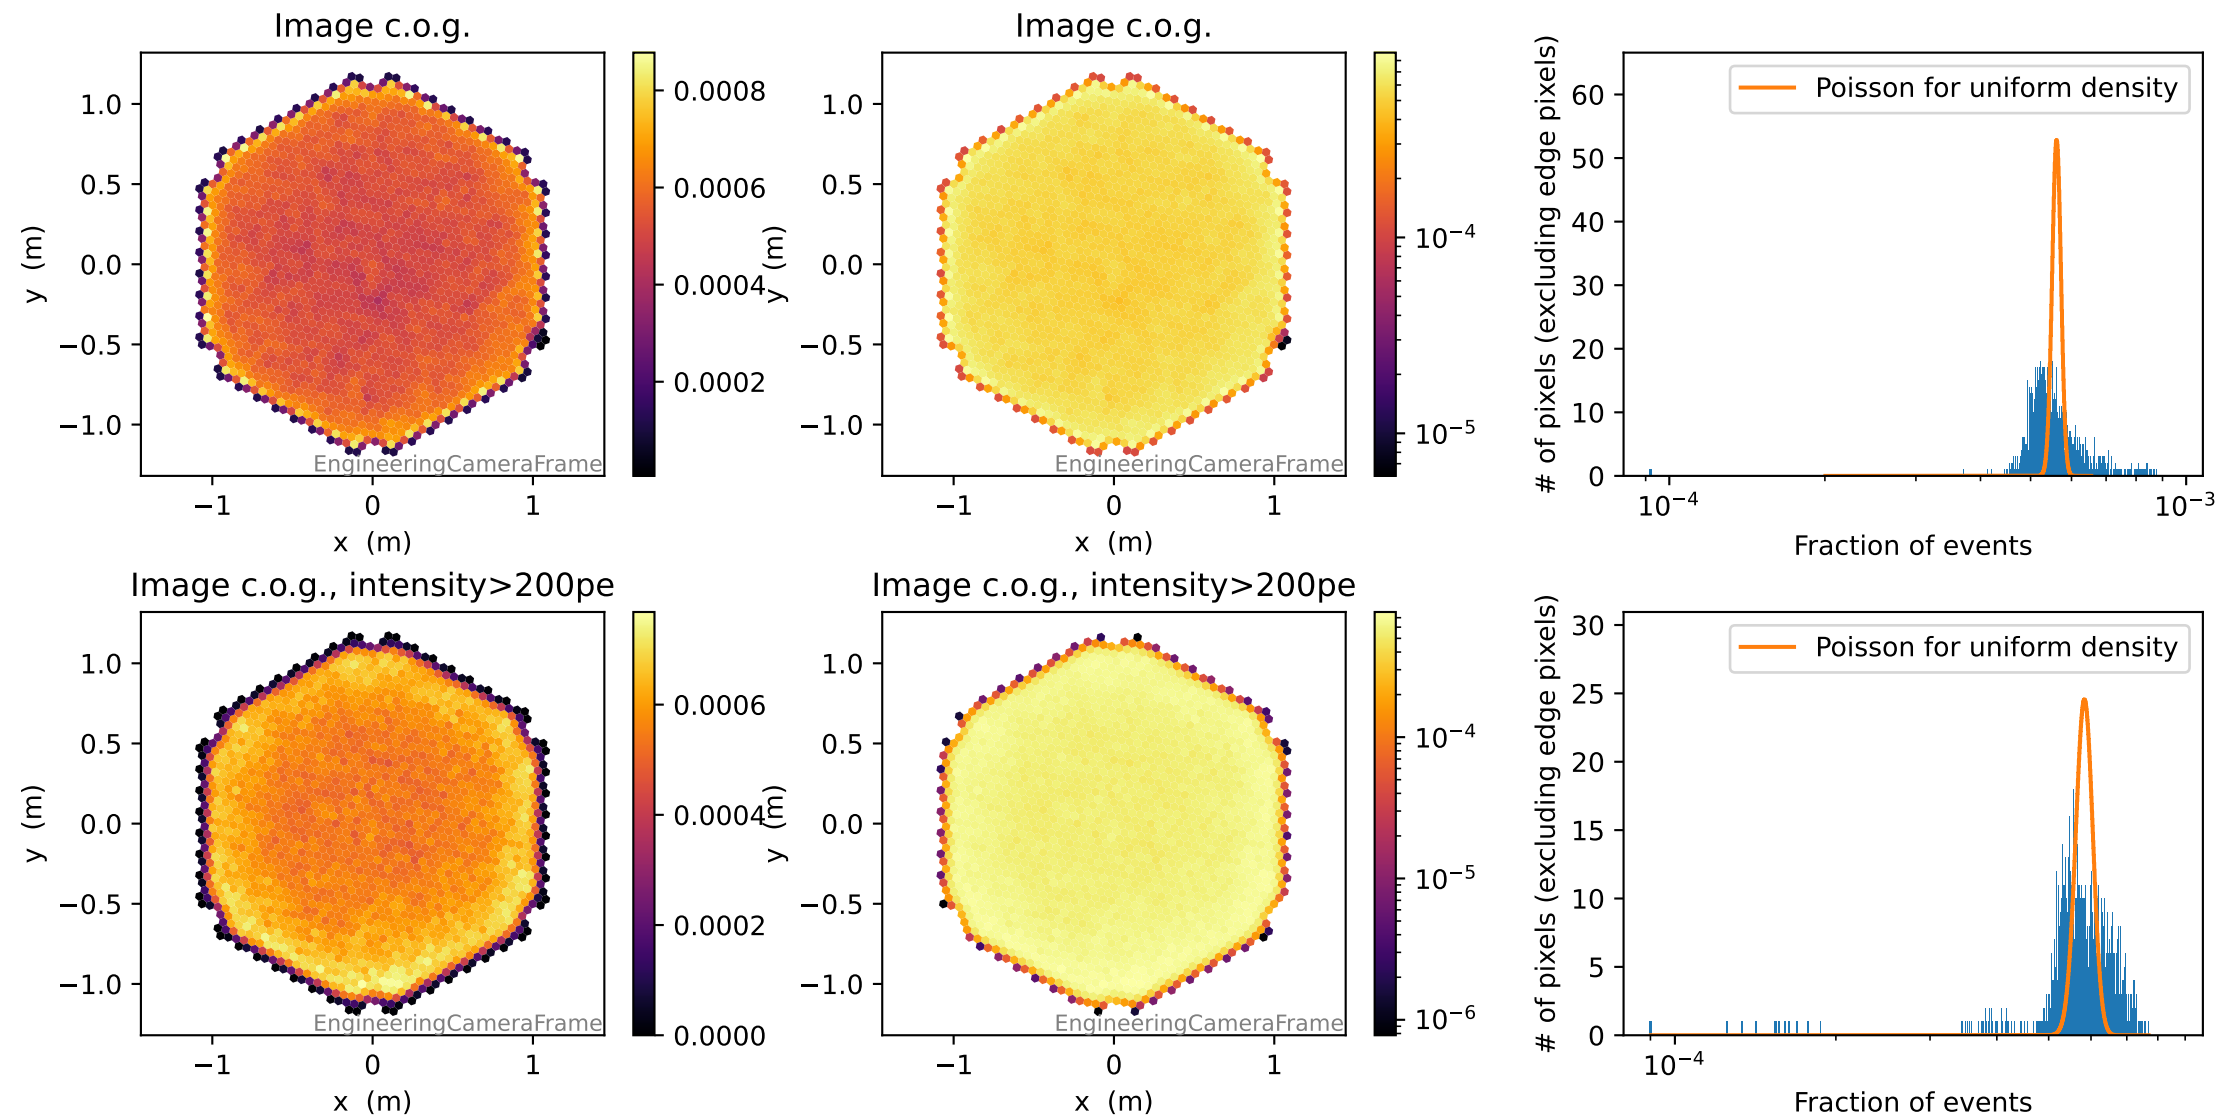 Image c.o.g.
1.0
0.5
0.0
−0.5
−1.0
y (m)
−1
0
1
x (m)
EngineeringCameraFrame
0.0008
0.0006
0.0004
0.0002
Image c.o.g.
1.0
0.5
0.0
−0.5
−1.0
y (m)
−1
0
1
x (m)
EngineeringCameraFrame
10⁻⁴
10⁻⁵
# of pixels (excluding edge pixels)
60
50
40
30
20
10
0
Poisson for uniform density
10⁻⁴
10⁻³
Fraction of events
Image c.o.g., intensity>200pe
1.0
0.5
0.0
−0.5
−1.0
y (m)
−1
0
1
x (m)
EngineeringCameraFrame
0.0006
0.0004
0.0002
0.0000
Image c.o.g., intensity>200pe
1.0
0.5
0.0
−0.5
−1.0
y (m)
−1
0
1
x (m)
EngineeringCameraFrame
10⁻⁴
10⁻⁵
10⁻⁶
# of pixels (excluding edge pixels)
30
25
20
15
10
5
0
Poisson for uniform density
10⁻⁴
Fraction of events